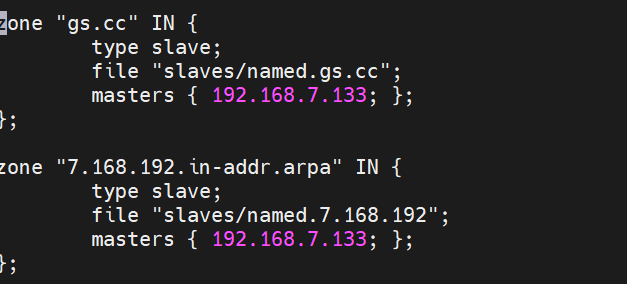 zone "gs.cc" IN {
        type slave;
        file "slaves/named.gs.cc";
        masters { 192.168.7.133; };
};

zone "7.168.192.in-addr.arpa" IN {
        type slave;
        file "slaves/named.7.168.192";
        masters { 192.168.7.133; };
};